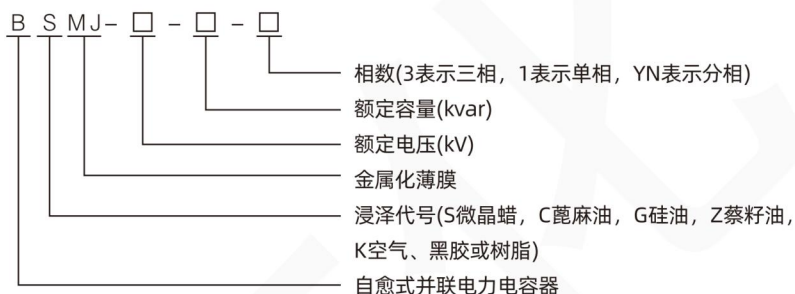 B S MJ-□-□-□
相数(3表示三相，1表示单相，YN表示分相)
额定容量(kvar)
额定电压(kV)
金属化薄膜
浸泽代号(S微晶蜡，C蓖麻油，G硅油，Z蔡籽油，
K空气、黑胶或树脂)
自愈式并联电力电容器